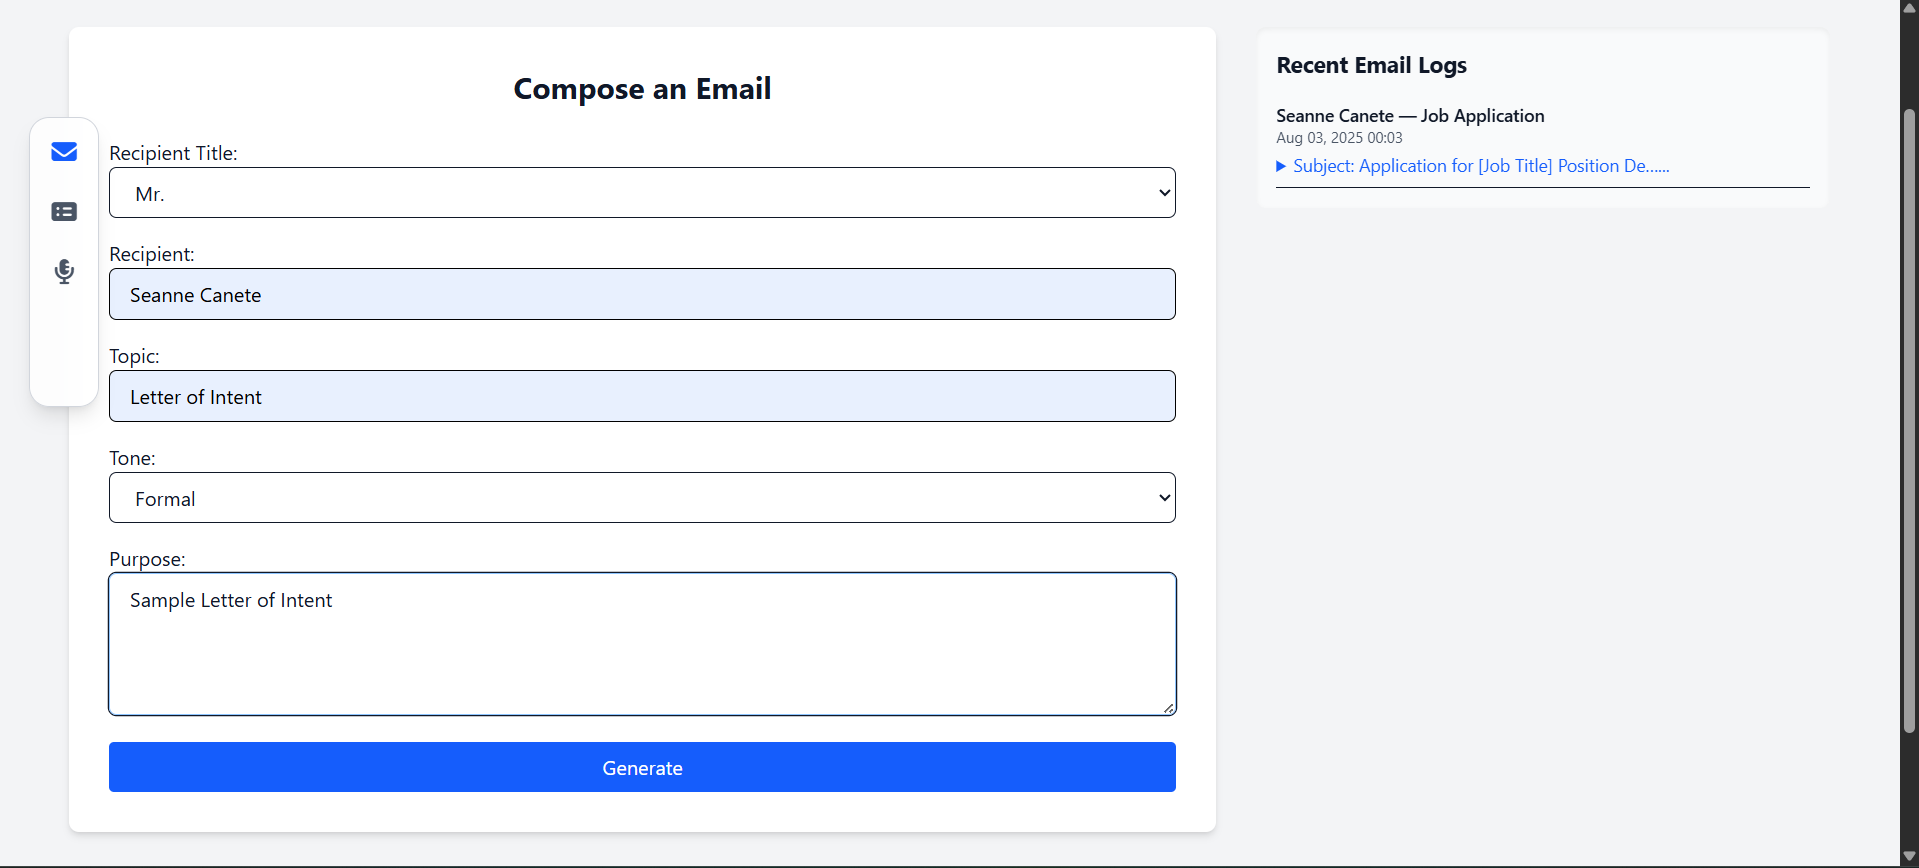 Compose an Email
Recipient Title:
Mr.
Recipient:
Seanne Canete
Topic:
Letter of Intent
Tone:
Formal
Purpose:
Sample Letter of Intent
Generate
Recent Email Logs
Seanne Canete — Job Application
Aug 03, 2025 00:03
Subject: Application for [Job Title] Position De......